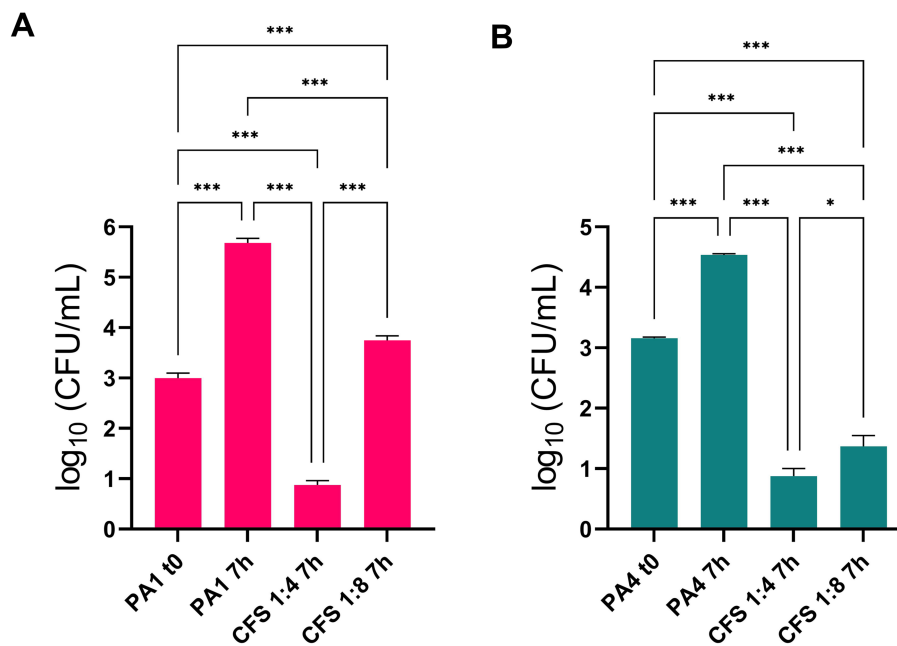 A
***
***
***
*** *** ***
log10 (CFU/mL)
6
5
4
3
2
1
0
PA1 t0
PA1 7h
CFS 1:4 7h
CFS 1:8 7h
B
***
***
***
*** *** *
log10 (CFU/mL)
5
4
3
2
1
0
PA4 t0
PA4 7h
CFS 1:4 7h
CFS 1:8 7h